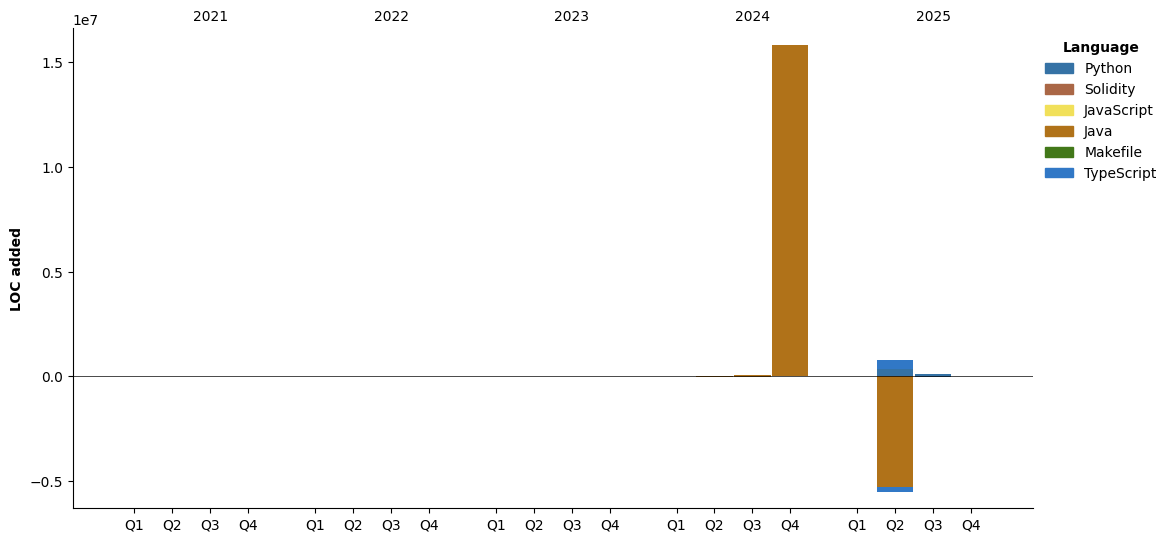 1e7
2021 2022 2023 2024 2025
LOC added
1.5
1.0
0.5
0.0
−0.5
Q1 Q2 Q3 Q4 Q1 Q2 Q3 Q4 Q1 Q2 Q3 Q4 Q1 Q2 Q3 Q4 Q1 Q2 Q3 Q4
Language
Python
Solidity
JavaScript
Java
Makefile
TypeScript